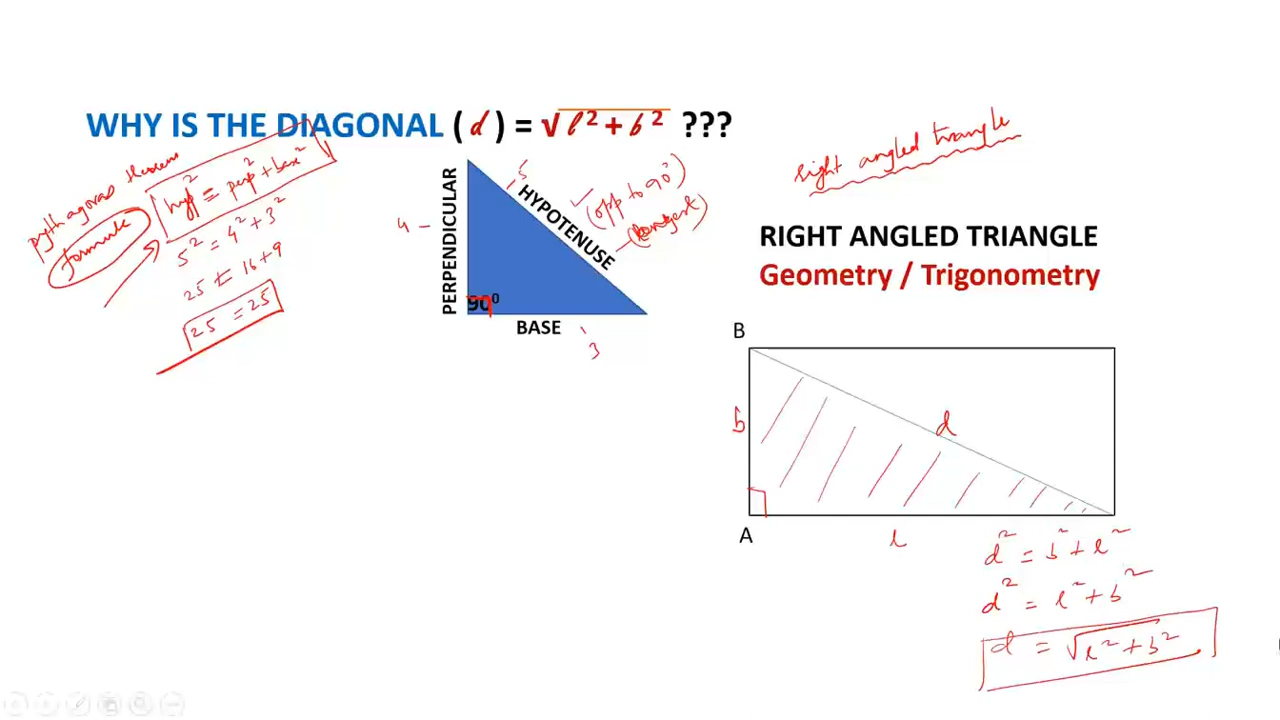 WHY IS THE DIAGONAL (d) = √l² + b² ???
pythagoras theorem
formula
hyp² = perp² + base²
5² = 4² + 3²
25 = 16 + 9
25 = 25
PERPENDICULAR
4
5
HYPOTENUSE
(opp to 90°)
(longest)
90⁰
BASE
3
right angled triangle
RIGHT ANGLED TRIANGLE
Geometry / Trigonometry
B
b
d
A
l
d² = b² + l²
d² = l² + b²
d = √l² + b²